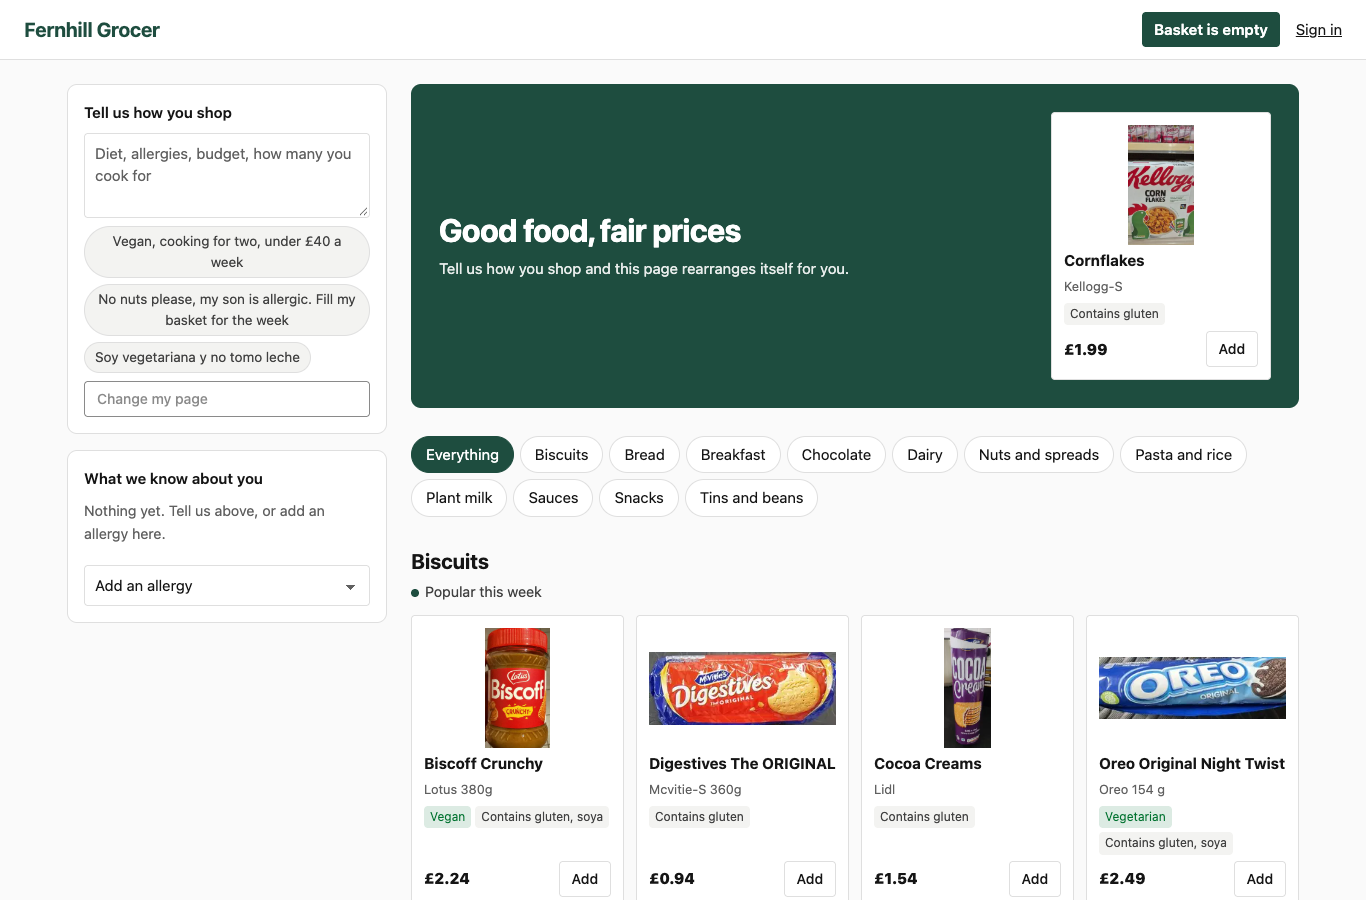 Fernhill Grocer
Basket is empty
Sign in
Tell us how you shop
Diet, allergies, budget, how many you
cook for
Vegan, cooking for two, under £40 a
week
No nuts please, my son is allergic. Fill my
basket for the week
Soy vegetariana y no tomo leche
Change my page
What we know about you
Nothing yet. Tell us above, or add an
allergy here.
Add an allergy
Good food, fair prices
Tell us how you shop and this page rearranges itself for you.
Kellogg's
CORN
FLAKES
Cornflakes
Kellogg-S
Contains gluten
£1.99
Add
Everything
Biscuits
Bread
Breakfast
Chocolate
Dairy
Nuts and spreads
Pasta and rice
Plant milk
Sauces
Snacks
Tins and beans
Biscuits
Popular this week
Lotus
Biscoff
CRUNCHY
Biscoff Crunchy
Lotus 380g
Vegan
Contains gluten, soya
£2.24
Add
McVitie's
Digestives
THE ORIGINAL
Digestives The ORIGINAL
Mcvitie-S 360g
Contains gluten
£0.94
Add
COCOA
Creams
Cocoa Creams
Lidl
Contains gluten
£1.54
Add
OREO
ORIGINAL
Oreo Original Night Twist
Oreo 154 g
Vegetarian
Contains gluten, soya
£2.49
Add